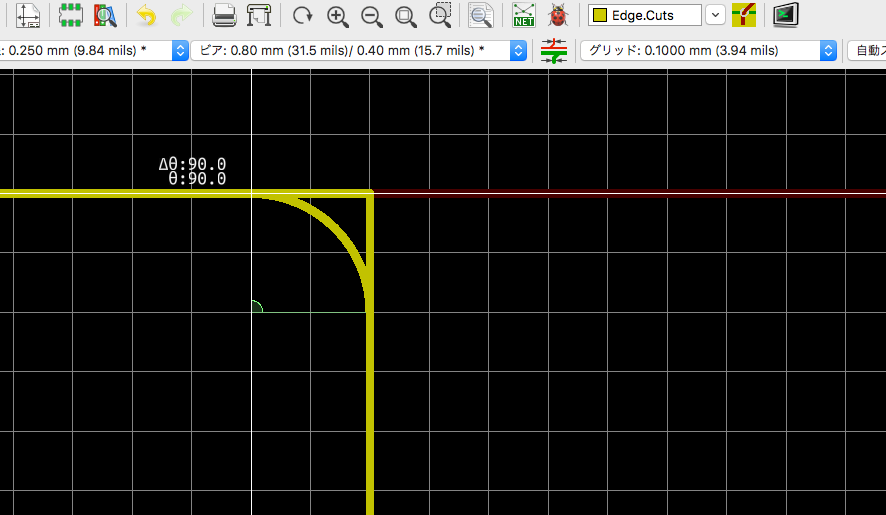 NET
Edge.Cuts
: 0.250 mm (9.84 mils) *
ビア: 0.80 mm (31.5 mils)/ 0.40 mm (15.7 mils) *
グリッド: 0.1000 mm (3.94 mils)
自動
Δθ:90.0
θ:90.0